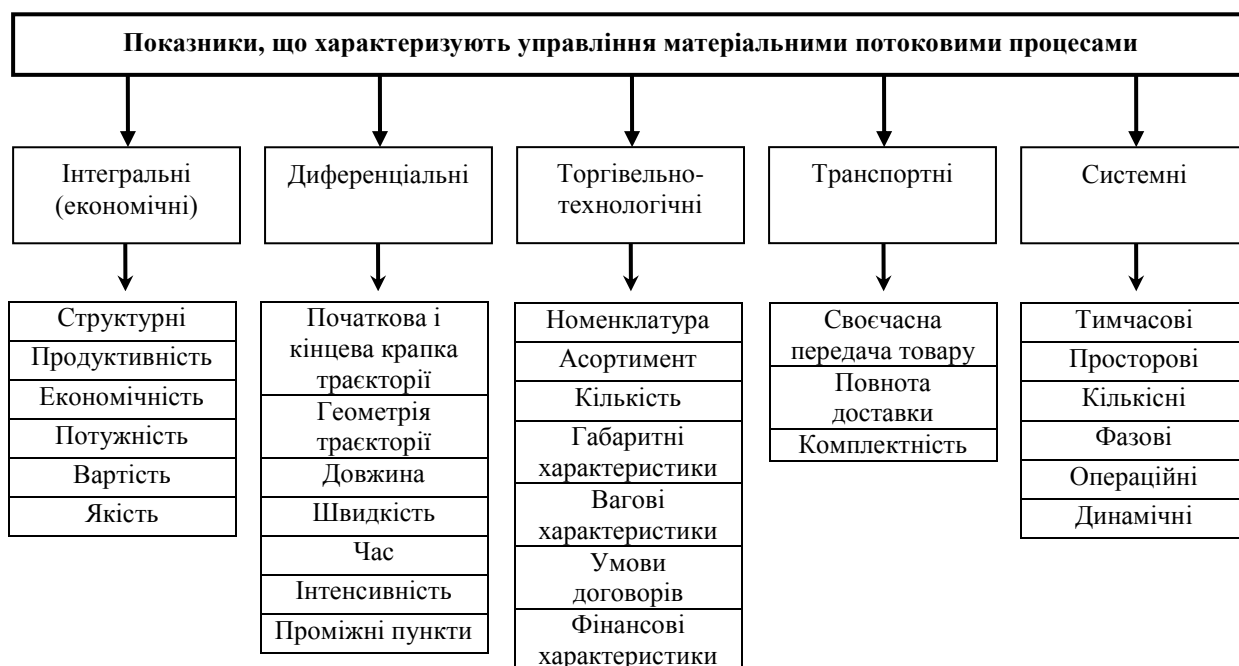 Показники, що характеризують управління матеріальними потоковими процесами
Інтегральні
(економічні)
Диференціальні
Торгівельно-
технологічні
Транспортні
Системні
Структурні
Продуктивність
Економічність
Потужність
Вартість
Якість
Початкова і
кінцева крапка
траєкторії
Геометрія
траєкторії
Довжина
Швидкість
Час
Інтенсивність
Проміжні пункти
Номенклатура
Асортимент
Кількість
Габаритні
характеристики
Вагові
характеристики
Умови
договорів
Фінансові
характеристики
Своєчасна
передача товару
Повнота
доставки
Комплектність
Тимчасові
Просторові
Кількісні
Фазові
Операційні
Динамічні